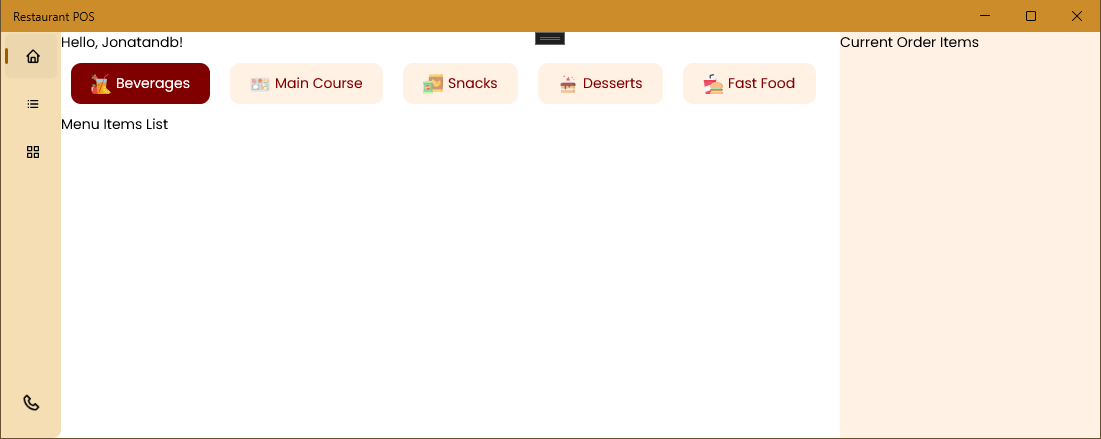 Restaurant POS
Hello, Jonatandb!
Current Order Items
Beverages
Main Course
Snacks
Desserts
Fast Food
Menu Items List